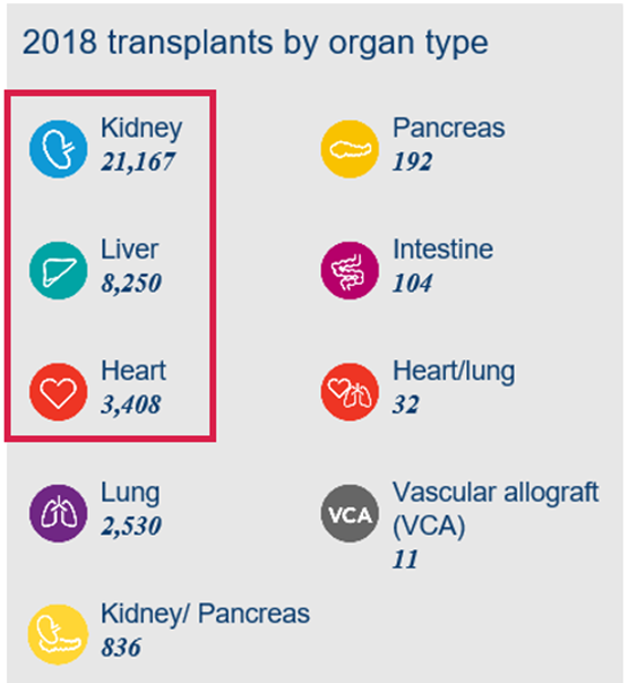 2018 transplants by organ type
Kidney
21,167
Pancreas
192
Liver
8,250
Intestine
104
Heart
3,408
Heart/lung
32
Lung
2,530
VCA
Vascular allograft
(VCA)
11
Kidney/ Pancreas
836